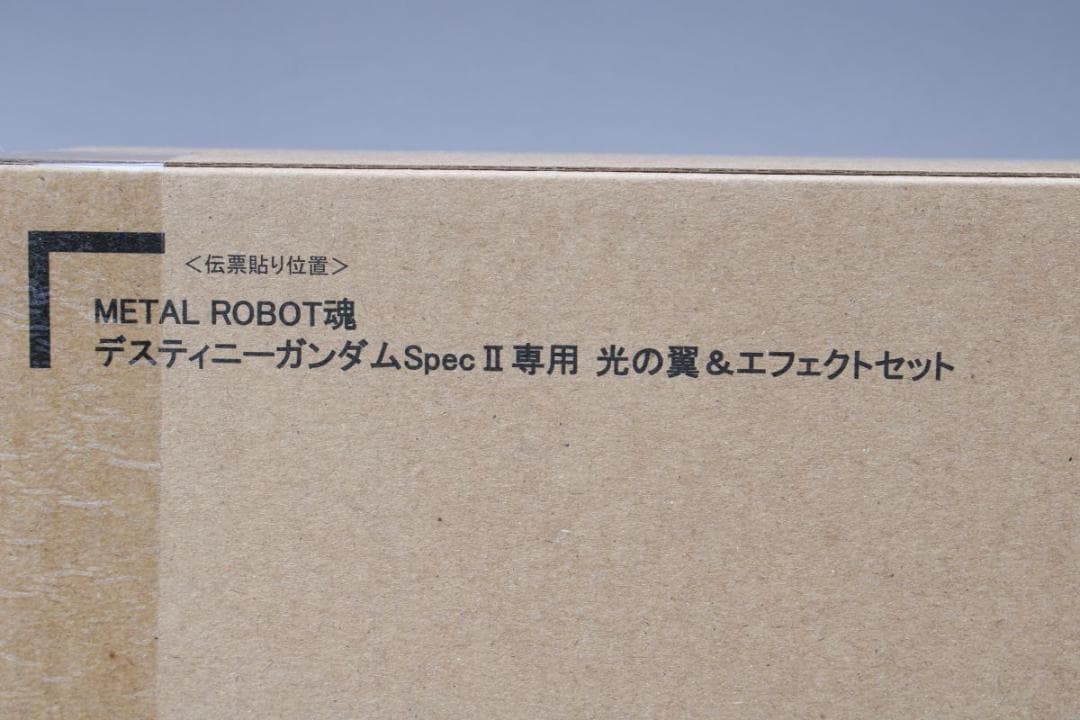 ＜伝票貼り位置＞
METAL ROBOT魂
デスティニーガンダムSpecⅡ専用 光の翼＆エフェクトセット